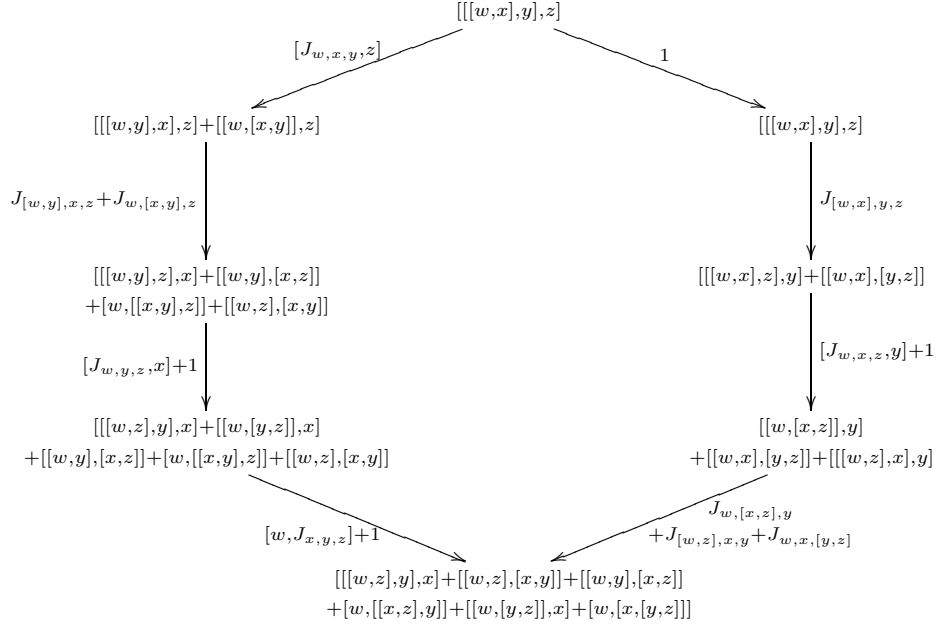 [[[w,x],y],z]
[J_{w,x,y},z]
1
[[[w,y],x],z]+[[w,[x,y]],z]
[[[w,x],y],z]
J_{[w,y],x,z}+J_{w,[x,y],z}
J_{[w,x],y,z}
[[[w,y],z],x]+[[w,y],[x,z]]
+[w,[[x,y],z]]+[[w,z],[x,y]]
[[[w,x],z],y]+[[w,x],[y,z]]
[J_{w,y,z},x]+1
[J_{w,x,z},y]+1
[[[w,z],y],x]+[[w,[y,z]],x]
+[[w,y],[x,z]]+[w,[[x,y],z]]+[[w,z],[x,y]]
[[w,[x,z]],y]
+[[w,x],[y,z]]+[[[w,z],x],y]
[w,J_{x,y,z}]+1
J_{w,[x,z],y}
+J_{[w,z],x,y}+J_{w,x,[y,z]}
[[[w,z],y],x]+[[w,z],[x,y]]+[[w,y],[x,z]]
+[w,[[x,z],y]]+[[w,[y,z]],x]+[w,[x,[y,z]]]